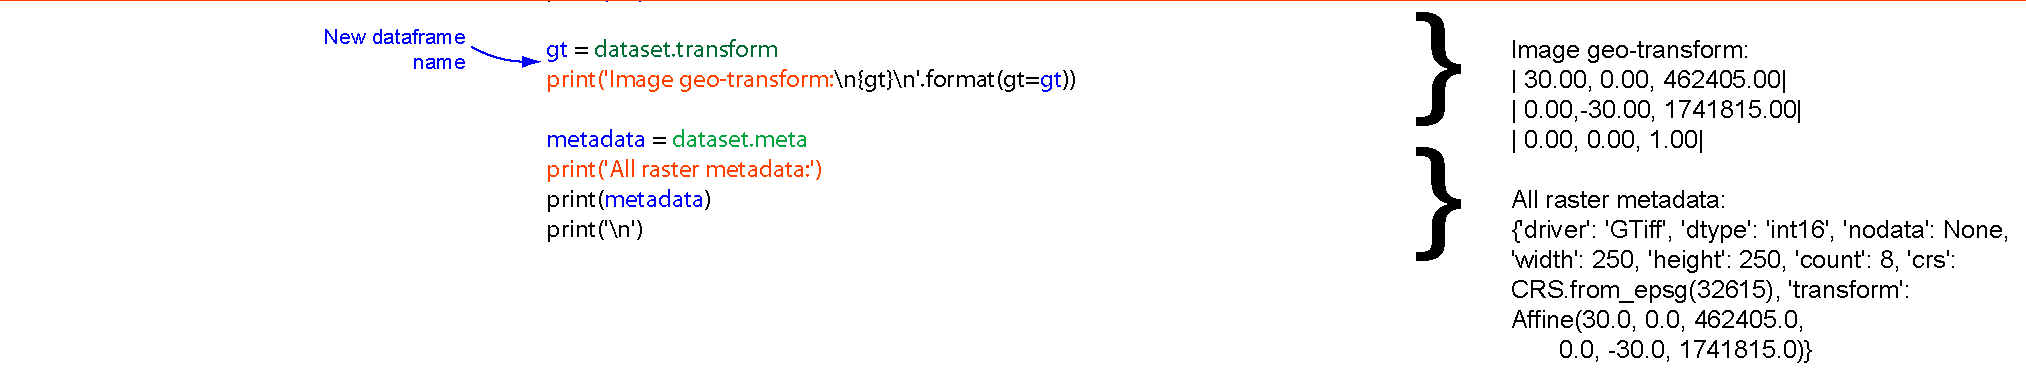 New dataframe
name
gt = dataset.transform
print('Image geo-transform:\n{gt}\n'.format(gt=gt))
metadata = dataset.meta
print('All raster metadata:')
print(metadata)
print('\n')
}
Image geo-transform:
| 30.00, 0.00, 462405.00|
| 0.00,-30.00, 1741815.00|
| 0.00, 0.00, 1.00|
}
All raster metadata:
{'driver': 'GTiff', 'dtype': 'int16', 'nodata': None,
'width': 250, 'height': 250, 'count': 8, 'crs':
CRS.from_epsg(32615), 'transform':
Affine(30.0, 0.0, 462405.0,
0.0, -30.0, 1741815.0)}